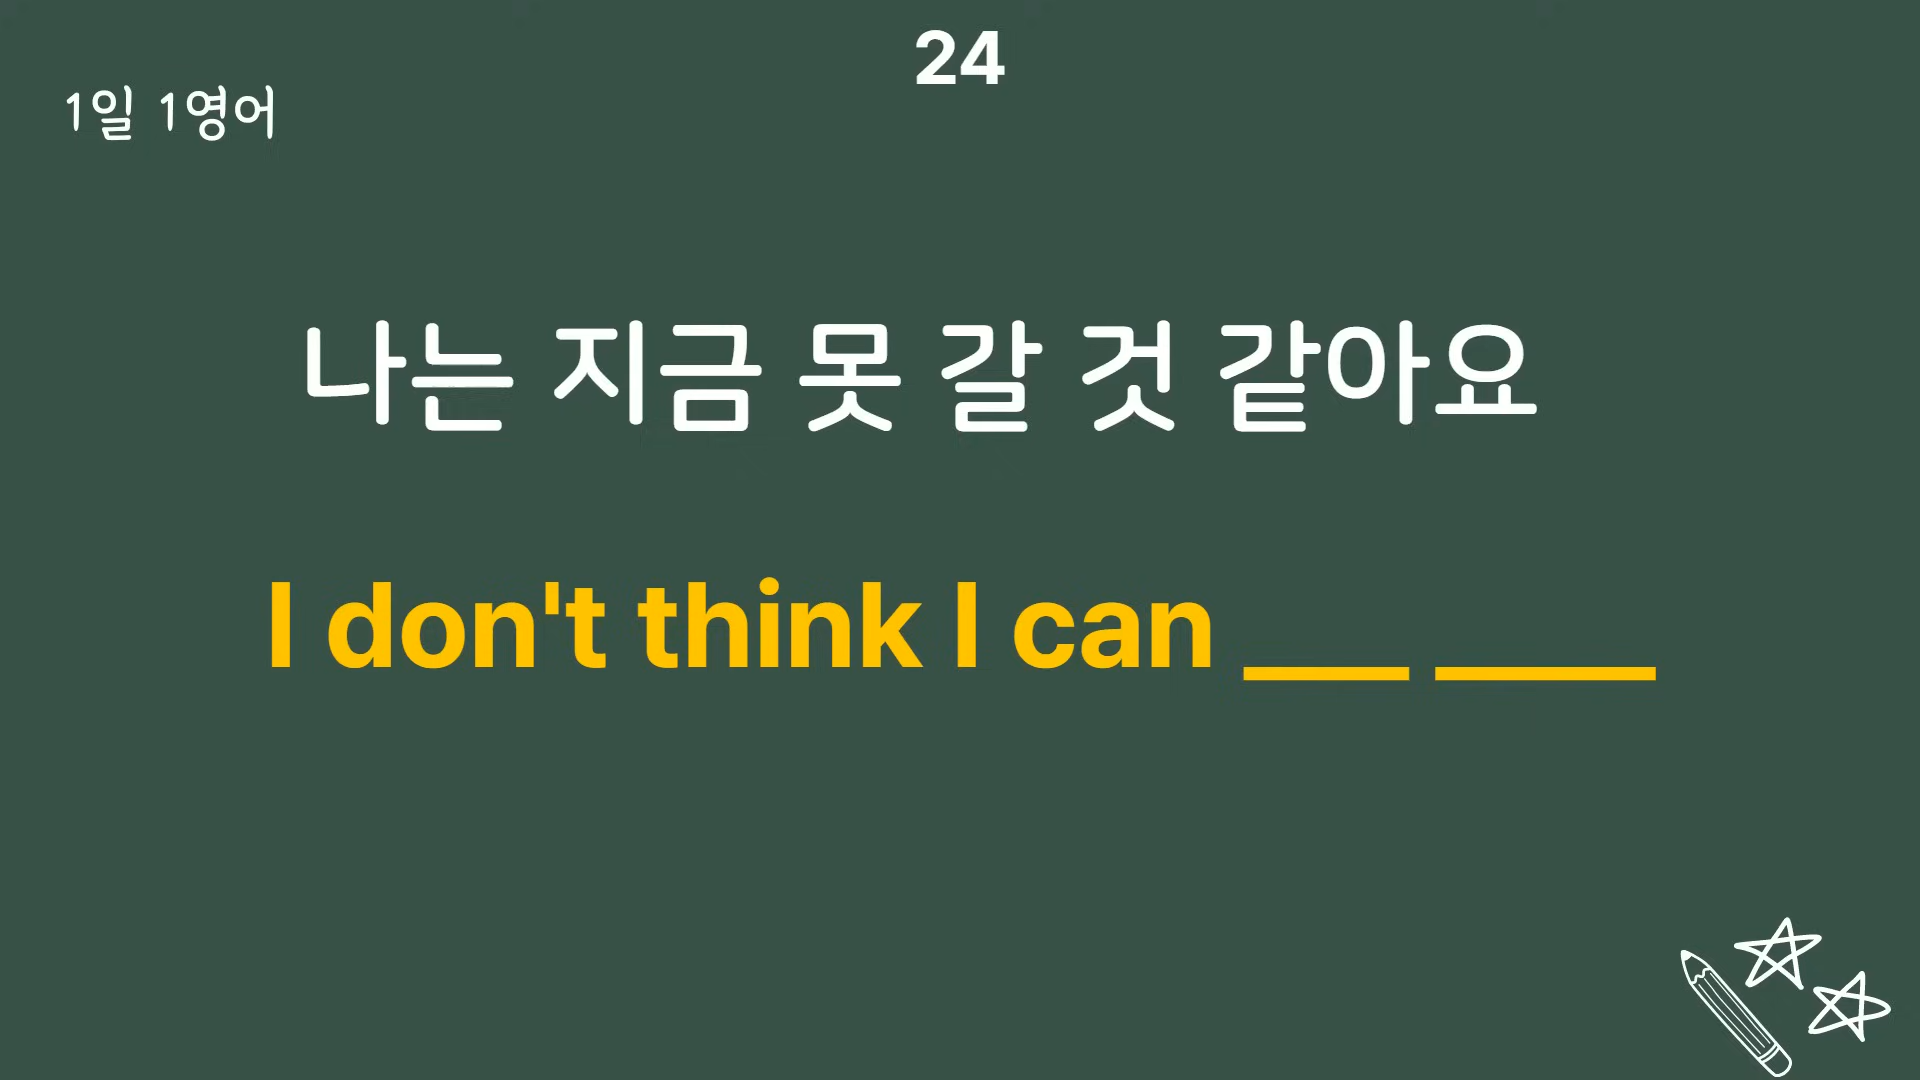 24
1일 1영어
나는 지금 못 갈 것 같아요
I don't think I can ___ ____